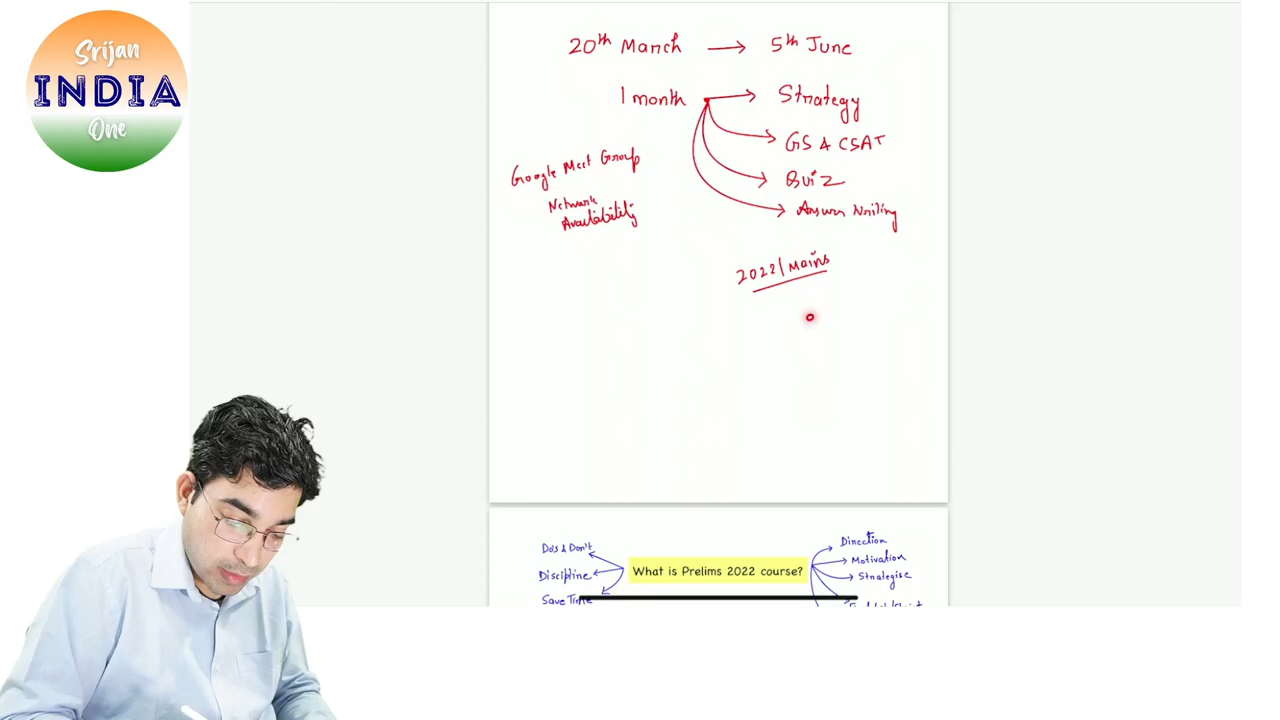 Srijan
INDIA
One
20th March → 5th June
1 month → Strategy
GS & CSAT
Quiz
Answer Writing
Google Meet Group
Network
Availability
2022/Mains
Do's & Don't
Discipline
Save Time
What is Prelims 2022 course?
Direction
Motivation
Strategise